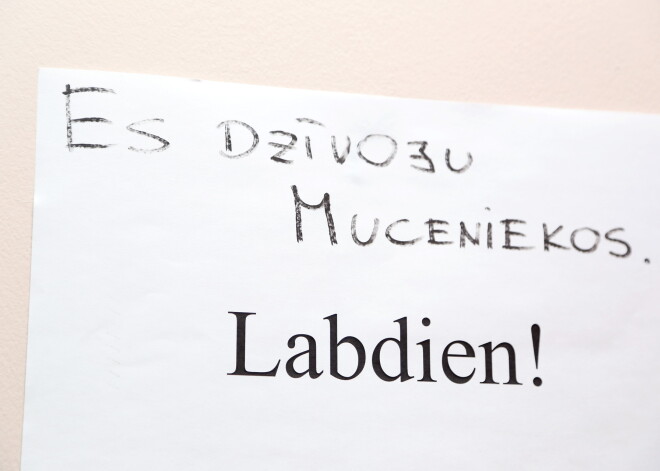 Es dzīvoju
Muceniekos.
Labdien!